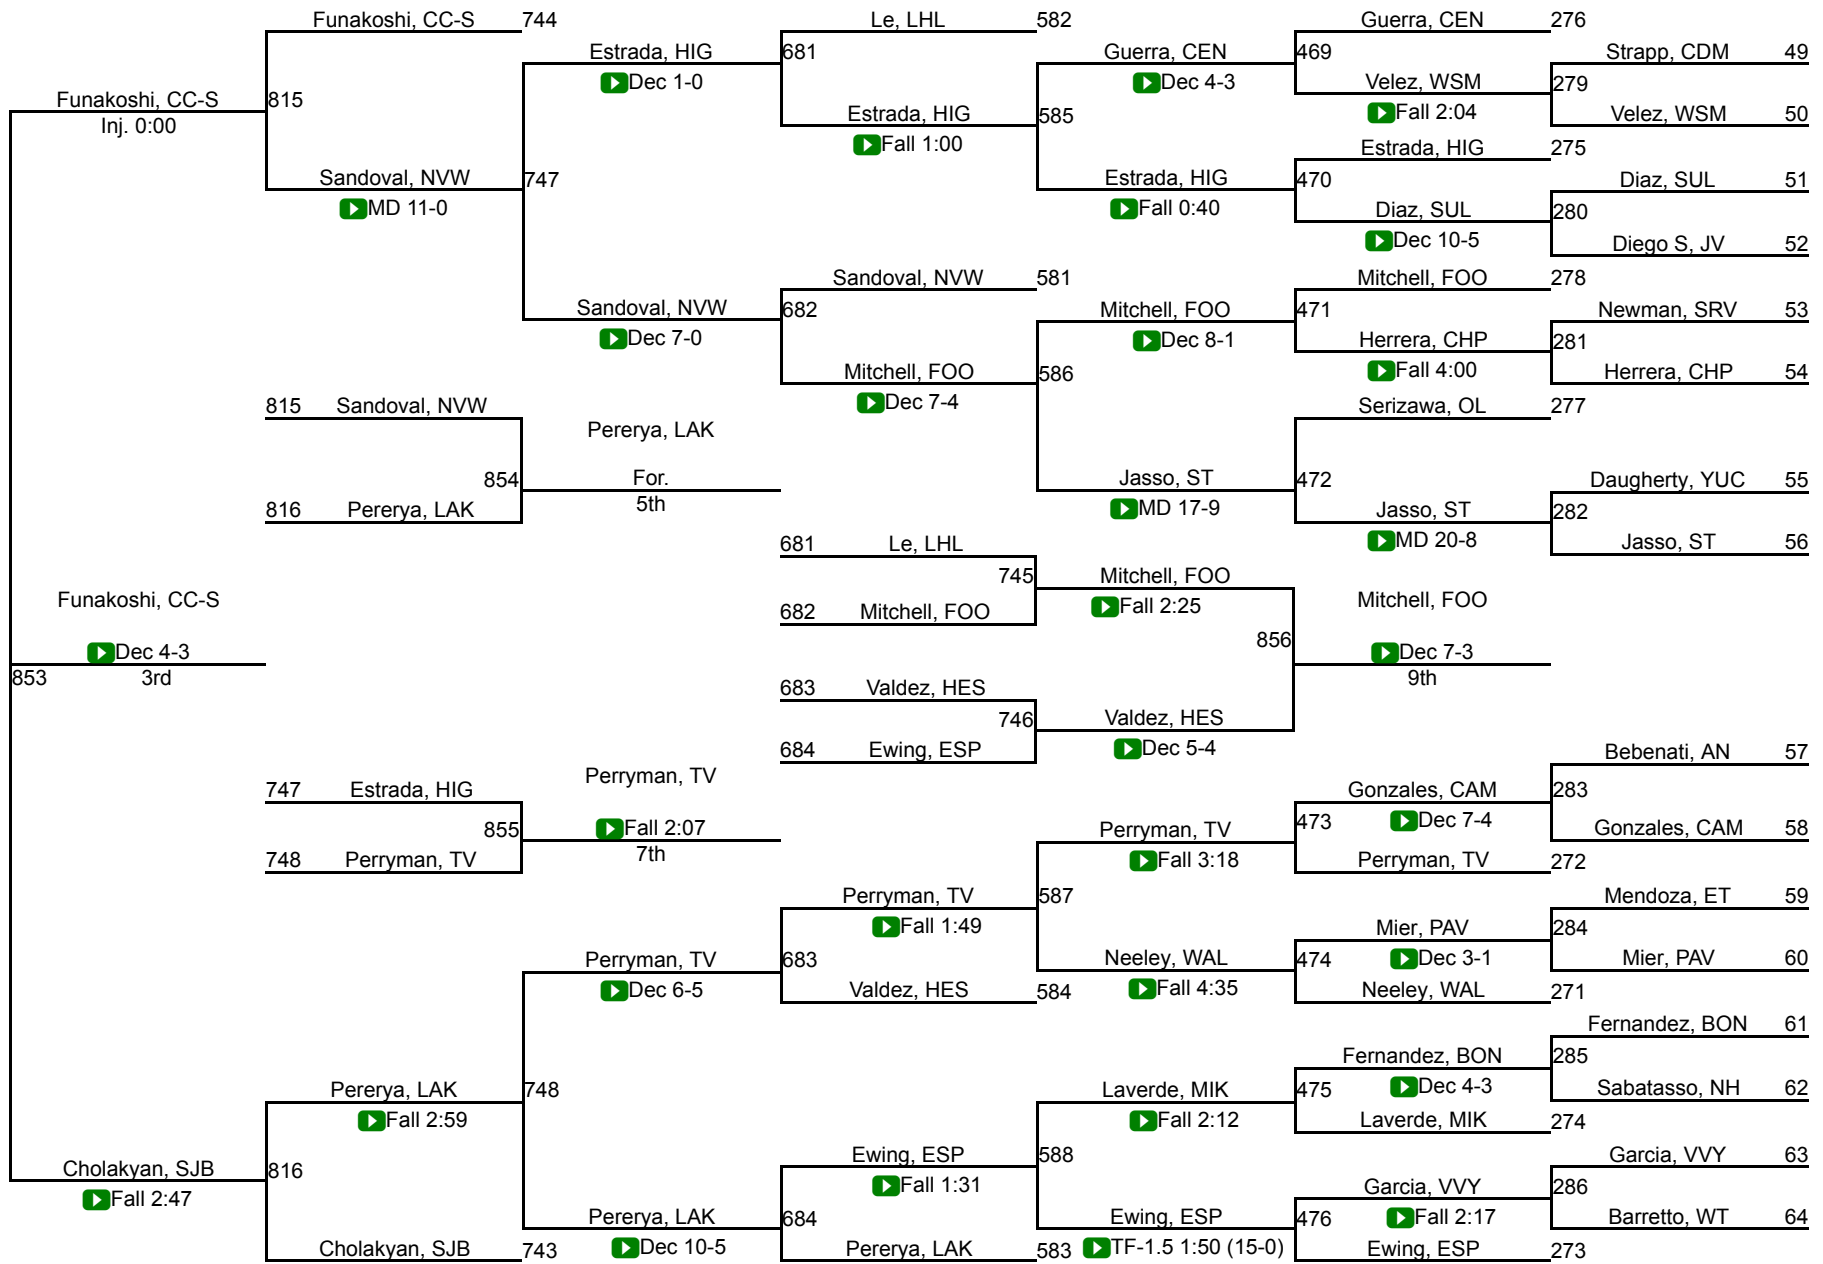 Funakoshi, CC-S 744 Le, LHL 582 Guerra, CEN 276
Estrada, HIG 681 Guerra, CEN 469 Strapp, CDM 49
Dec 1-0 Dec 4-3 Velez, WSM 279
Funakoshi, CC-S 815 Estrada, HIG 585 Fall 2:04 Velez, WSM 50
Inj. 0:00 Fall 1:00 Estrada, HIG 275
Sandoval, NVW 747 Estrada, HIG 470 Diaz, SUL 51
MD 11-0 Fall 0:40 Diaz, SUL 280
Dec 10-5 Diego S, JV 52
Sandoval, NVW 581 Mitchell, FOO 278
Sandoval, NVW 682 Mitchell, FOO 471 Newman, SRV 53
Dec 7-0 Dec 8-1 Herrera, CHP 281
Mitchell, FOO 586 Fall 4:00 Herrera, CHP 54
815 Sandoval, NVW Dec 7-4 Serizawa, OL 277
Pererya, LAK
854 For. Jasso, ST 472 Daugherty, YUC 55
816 Pererya, LAK 5th MD 17-9 Jasso, ST 282
681 Le, LHL MD 20-8 Jasso, ST 56
745 Mitchell, FOO
Funakoshi, CC-S 682 Mitchell, FOO Fall 2:25 Mitchell, FOO
Dec 4-3 856 Dec 7-3
853 3rd 9th
683 Valdez, HES
746 Valdez, HES
684 Ewing, ESP Dec 5-4 Bebenati, AN 57
Perryman, TV
747 Estrada, HIG Gonzales, CAM 283
855 Fall 2:07 Perryman, TV 473 Dec 7-4 Gonzales, CAM 58
748 Perryman, TV 7th Fall 3:18 Perryman, TV 272
Perryman, TV 587 Mendoza, ET 59
Fall 1:49 Mier, PAV 284
Perryman, TV 683 Neeley, WAL 474 Dec 3-1 Mier, PAV 60
Dec 6-5 Valdez, HES 584 Fall 4:35 Neeley, WAL 271
Fernandez, BON 61
Fernandez, BON 285
Pererya, LAK 748 Laverde, MIK 475 Dec 4-3 Sabatasso, NH 62
Fall 2:59 Fall 2:12 Laverde, MIK 274
Cholakyan, SJB 816 Ewing, ESP 588 Garcia, VVY 63
Fall 2:47 Fall 1:31 Garcia, VVY 286
Pererya, LAK 684 Ewing, ESP 476 Fall 2:17 Barretto, WT 64
Cholakyan, SJB 743 Dec 10-5 Pererya, LAK 583 TF-1.5 1:50 (15-0) Ewing, ESP 273